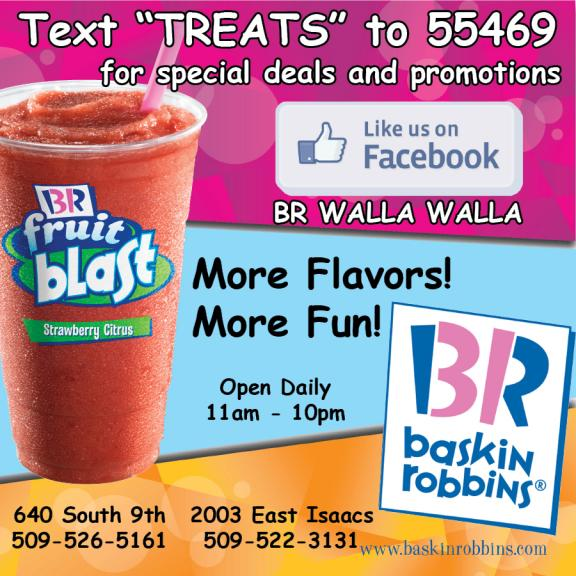 Text “TREATS” to 55469
for special deals and promotions
Like us on
Facebook
BR WALLA WALLA
BR
fruit
blast
Strawberry Citrus
More Flavors!
More Fun!
Open Daily
11am - 10pm
BR
baskin
robbins®
640 South 9th
509-526-5161
2003 East Isaacs
509-522-3131
www.baskinrobbins.com